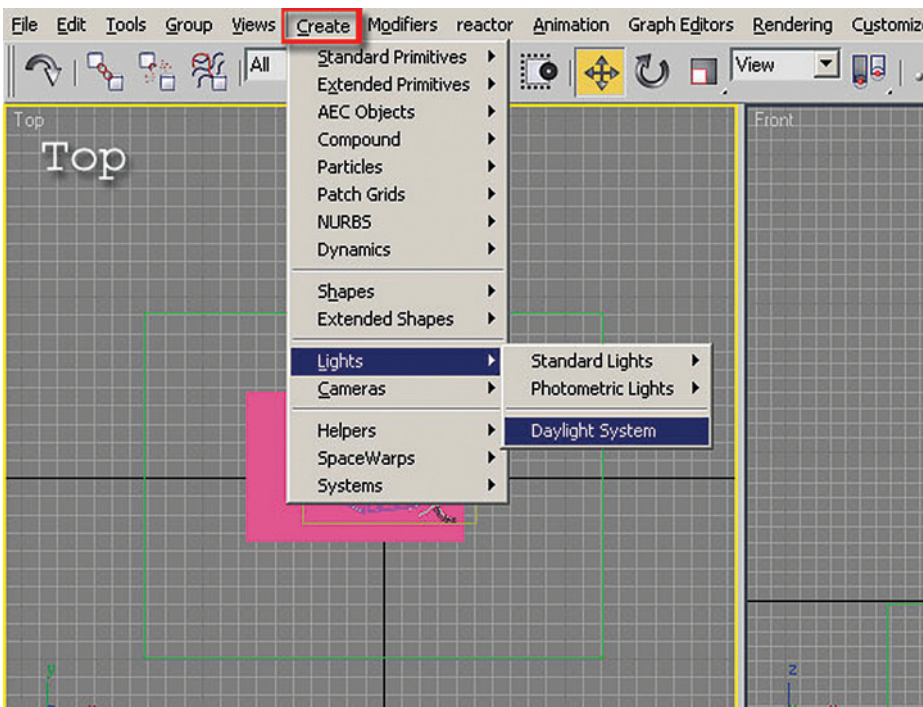 File Edit Tools Group Views Create Modifiers reactor Animation Graph Editors Rendering Customiz
All
View
Top
Top
Front
Standard Primitives
Extended Primitives
AEC Objects
Compound
Particles
Patch Grids
NURBS
Dynamics
Shapes
Extended Shapes
Lights
Cameras
Helpers
SpaceWarps
Systems
Standard Lights
Photometric Lights
Daylight System
y
z